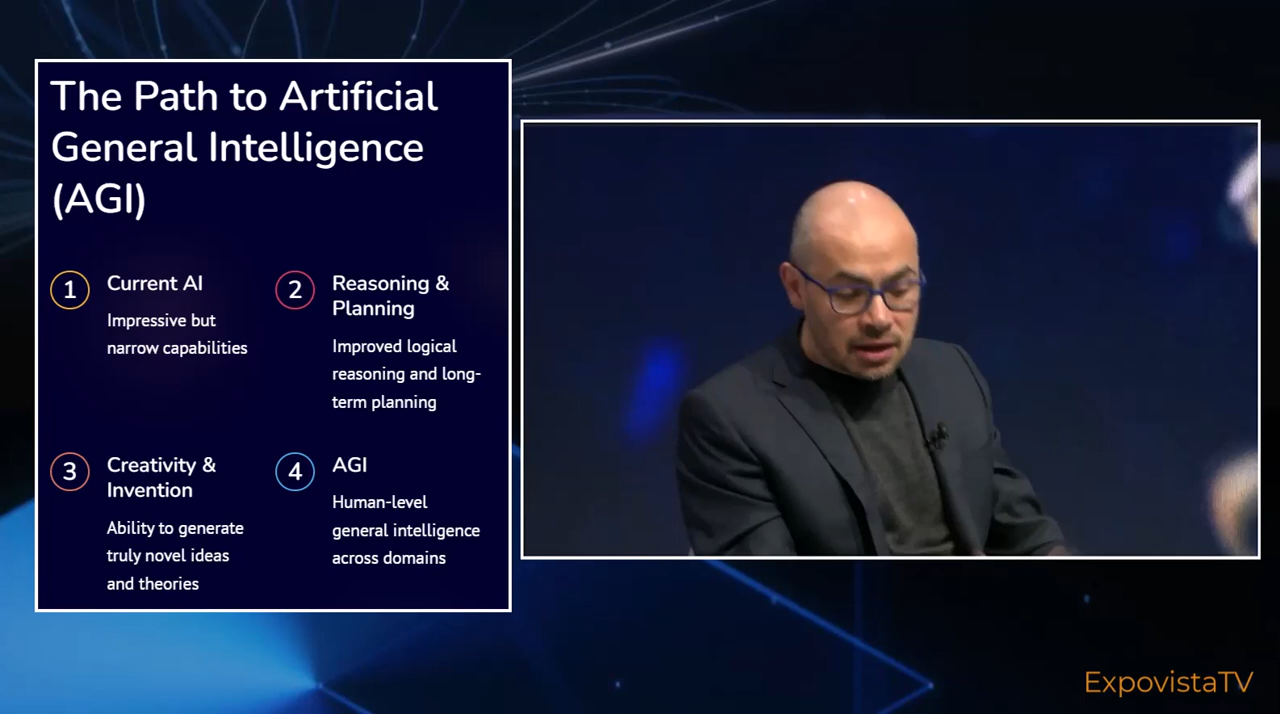 The Path to Artificial
General Intelligence
(AGI)
1
Current AI
Impressive but
narrow capabilities
2
Reasoning &
Planning
Improved logical
reasoning and long-
term planning
3
Creativity &
Invention
Ability to generate
truly novel ideas
and theories
4
AGI
Human-level
general intelligence
across domains
ExpovistaTV